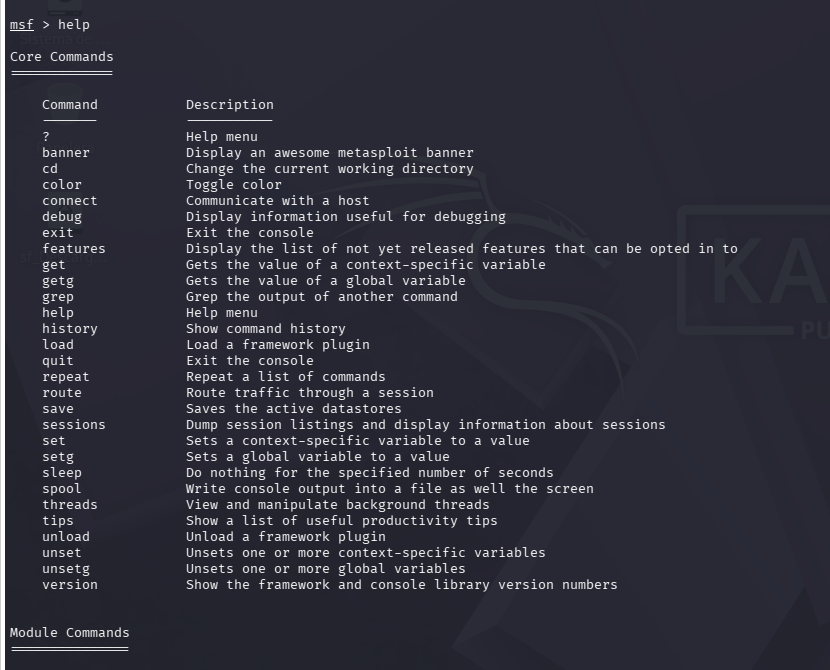 msf > help
Core Commands
Command Description
? Help menu
banner Display an awesome metasploit banner
cd Change the current working directory
color Toggle color
connect Communicate with a host
debug Display information useful for debugging
exit Exit the console
features Display the list of not yet released features that can be opted in to
get Gets the value of a context-specific variable
getg Gets the value of a global variable
grep Grep the output of another command
help Help menu
history Show command history
load Load a framework plugin
quit Exit the console
repeat Repeat a list of commands
route Route traffic through a session
save Saves the active datastores
sessions Dump session listings and display information about sessions
set Sets a context-specific variable to a value
setg Sets a global variable to a value
sleep Do nothing for the specified number of seconds
spool Write console output into a file as well the screen
threads View and manipulate background threads
tips Show a list of useful productivity tips
unload Unload a framework plugin
unset Unsets one or more context-specific variables
unsetg Unsets one or more global variables
version Show the framework and console library version numbers
Module Commands
KA
PU